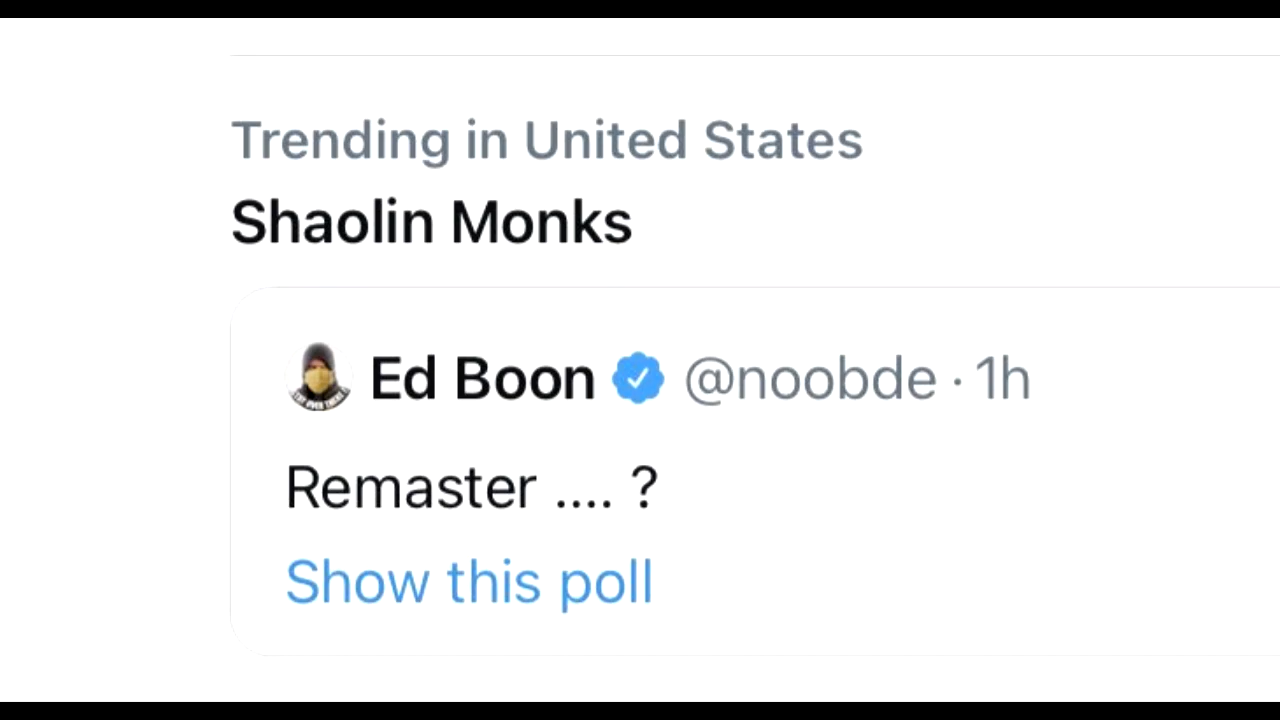 Trending in United States
Shaolin Monks
Ed Boon @noobde · 1h
Remaster .... ?
Show this poll